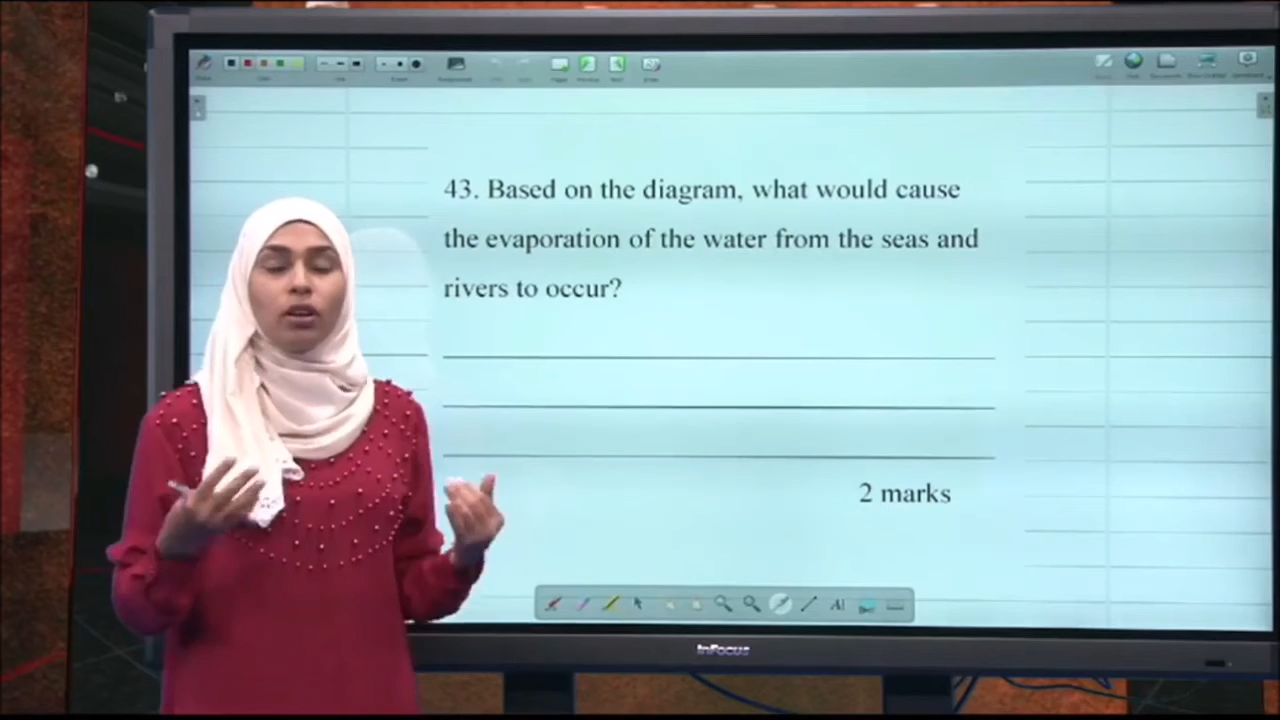 43. Based on the diagram, what would cause
the evaporation of the water from the seas and
rivers to occur?
2 marks
AI
InFocus